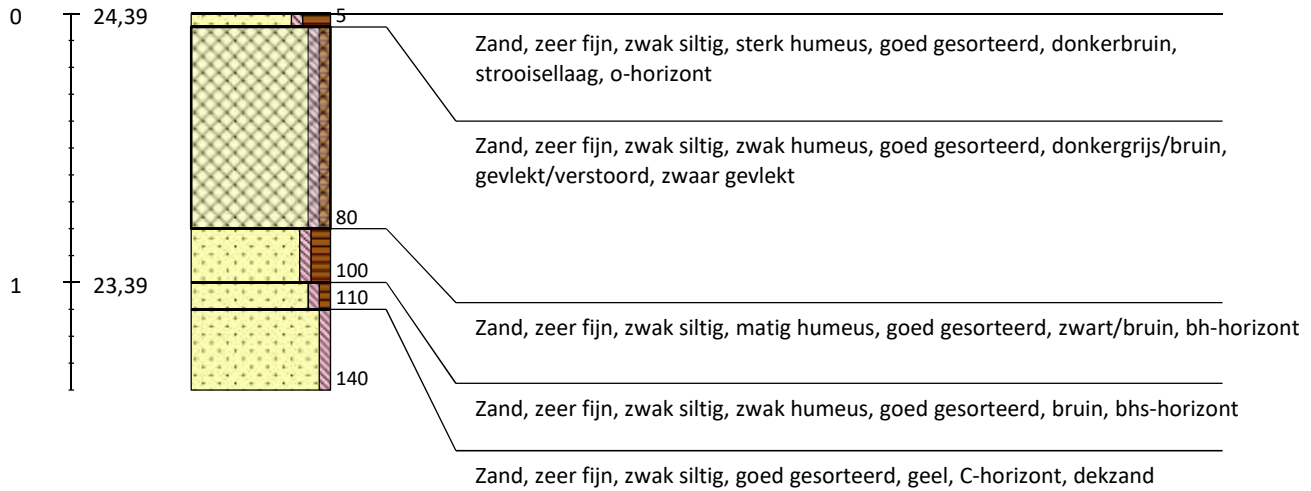 0 24,39 5
Zand, zeer fijn, zwak siltig, sterk humeus, goed gesorteerd, donkerbruin,
strooisellaag, o-horizont
Zand, zeer fijn, zwak siltig, zwak humeus, goed gesorteerd, donkergrijs/bruin,
gevlekt/verstoord, zwaar gevlekt
80
100
1 23,39
110
Zand, zeer fijn, zwak siltig, matig humeus, goed gesorteerd, zwart/bruin, bh-horizont
140
Zand, zeer fijn, zwak siltig, zwak humeus, goed gesorteerd, bruin, bhs-horizont
Zand, zeer fijn, zwak siltig, goed gesorteerd, geel, C-horizont, dekzand